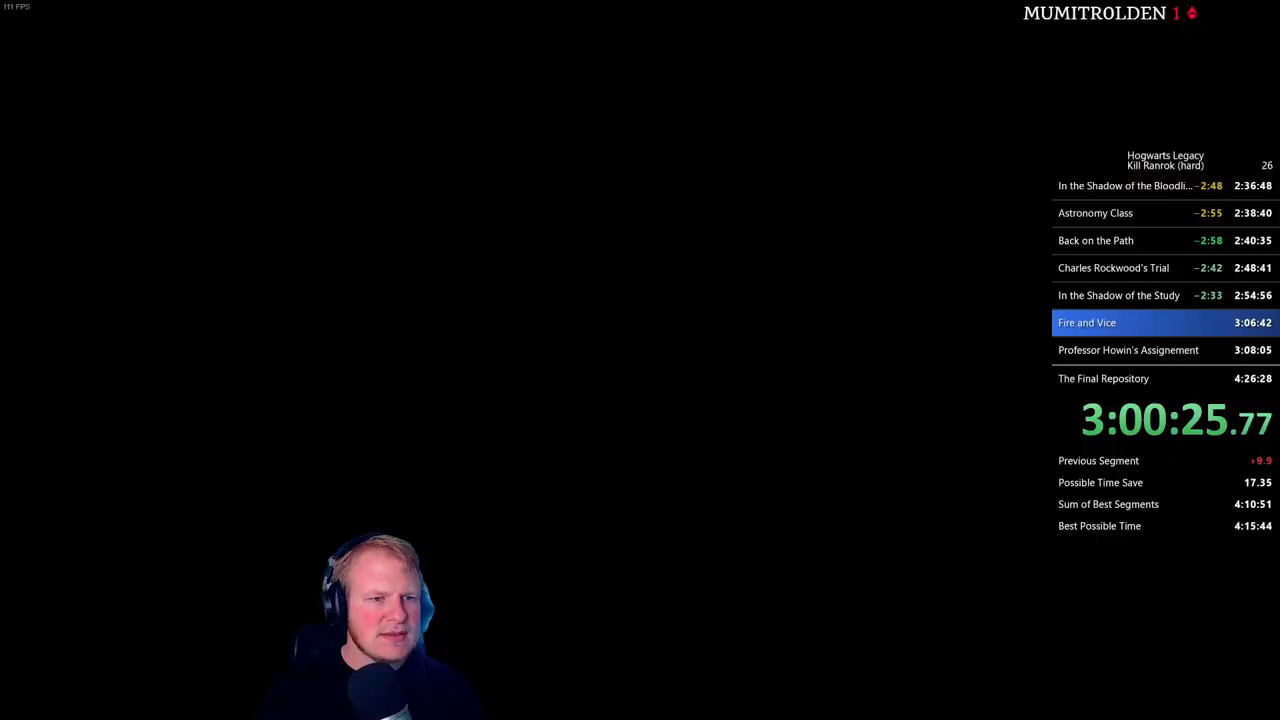 111 FPS
MUMITR0LDEN 1
Hogwarts Legacy
Kill Ranrok (hard) 26
In the Shadow of the Bloodli... −2:48 2:36:48
Astronomy Class −2:55 2:38:40
Back on the Path −2:58 2:40:35
Charles Rockwood's Trial −2:42 2:48:41
In the Shadow of the Study −2:33 2:54:56
Fire and Vice 3:06:42
Professor Howin's Assignement 3:08:05
The Final Repository 4:26:28
3:00:25.77
Previous Segment +9.9
Possible Time Save 17.35
Sum of Best Segments 4:10:51
Best Possible Time 4:15:44